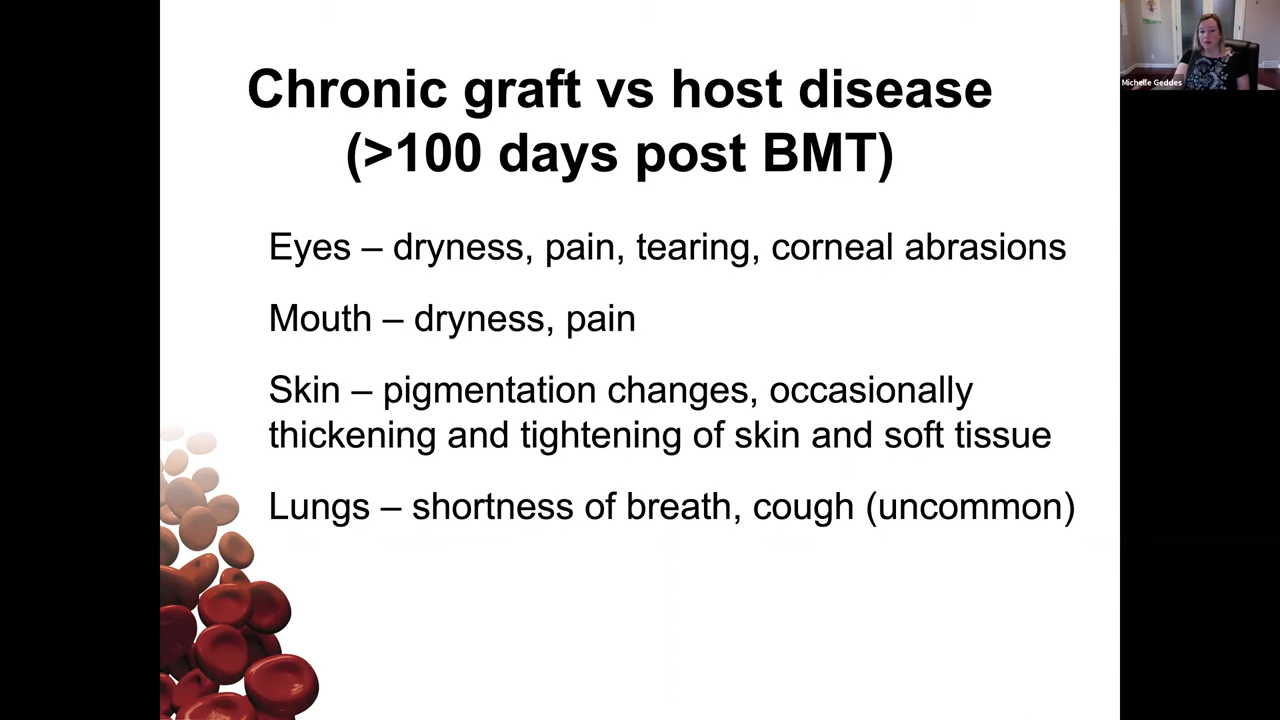 Chronic graft vs host disease
(>100 days post BMT)
Eyes – dryness, pain, tearing, corneal abrasions
Mouth – dryness, pain
Skin – pigmentation changes, occasionally
thickening and tightening of skin and soft tissue
Lungs – shortness of breath, cough (uncommon)
Michelle Geddes